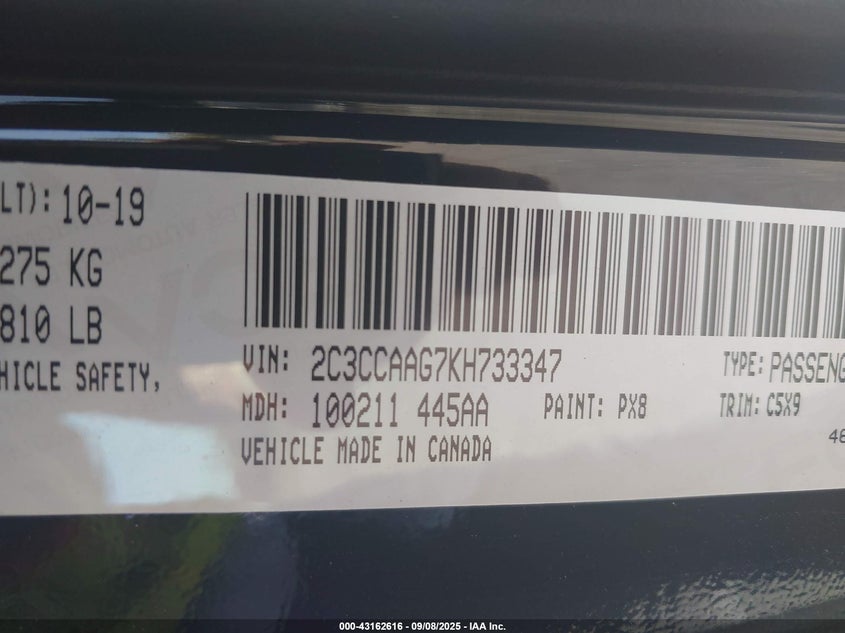 LT): 10-19
275 KG
810 LB
HICLE SAFETY,
VIN: 2C3CCAAG7KH733347 TYPE: PASSENG
MDH: 100211 445AA PAINT: PX8 TRIM: C5X9
VEHICLE MADE IN CANADA 46
000-43162616 - 09/08/2025 - IAA Inc.